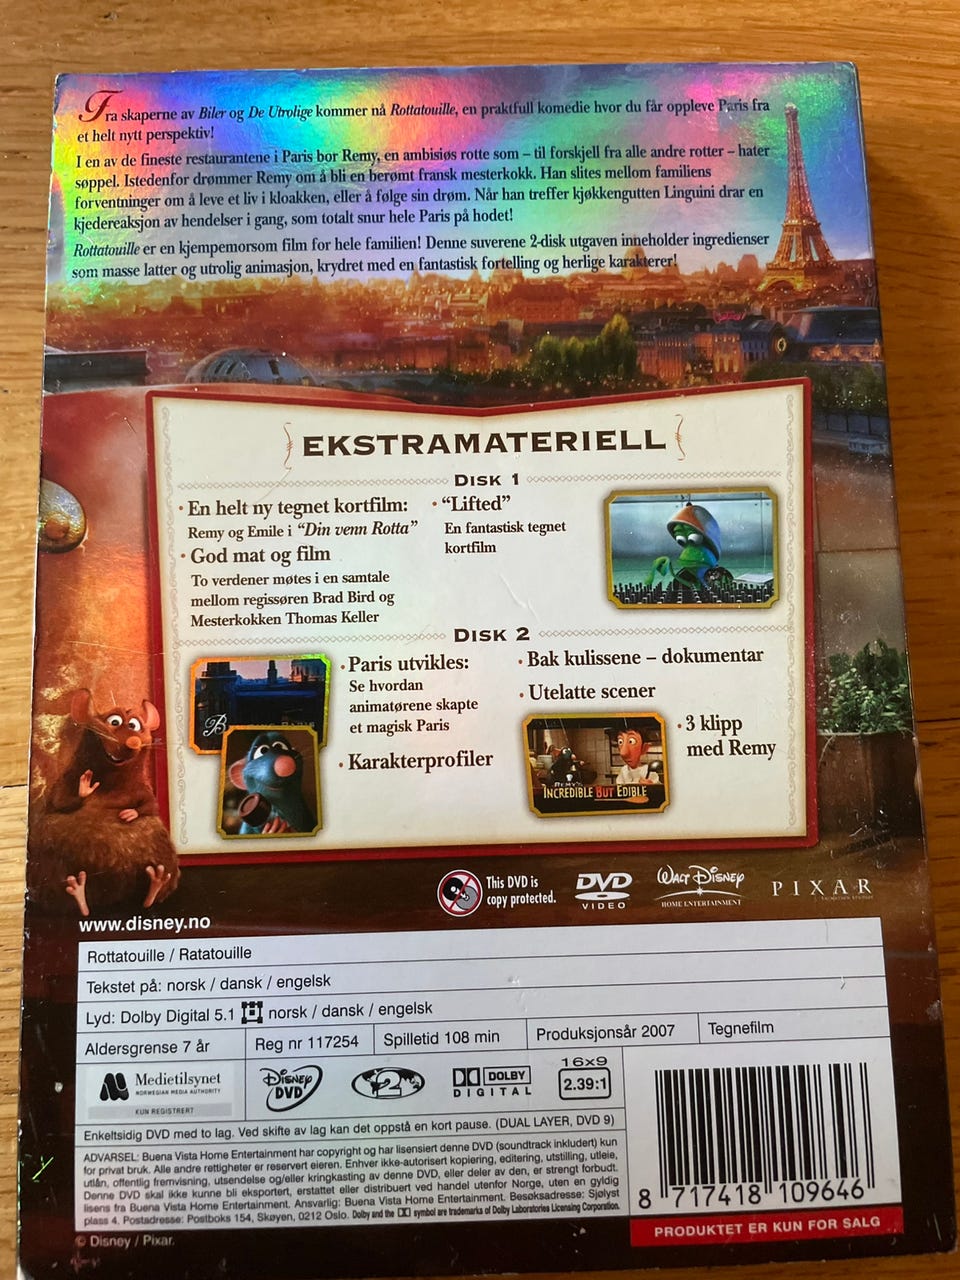 Fra skaperne av Biler og De Utrolige kommer nå Rottatouille, en praktfull komedie hvor du får oppleve Paris fra
et helt nytt perspektiv!
I en av de fineste restaurantene i Paris bor Remy, en ambisiøs rotte som – til forskjell fra alle andre rotter – hater
søppel. Istedenfor drømmer Remy om å bli en berømt fransk mesterkokk. Han slites mellom familiens
forventninger om å leve et liv i kloakken, eller å følge sin drøm. Når han treffer kjøkkengutten Linguini drar en
kjedereaksjon av hendelser i gang, som totalt snur hele Paris på hodet!
Rottatouille er en kjempemorsom film for hele familien! Denne suverene 2-disk utgaven inneholder ingredienser
som masse latter og utrolig animasjon, krydret med en fantastisk fortelling og herlige karakterer!
EKSTRAMATERIELL
DISK 1
• En helt ny tegnet kortfilm:
Remy og Emile i “Din venn Rotta”
• God mat og film
To verdener møtes i en samtale
mellom regissøren Brad Bird og
Mesterkokken Thomas Keller
• “Lifted”
En fantastisk tegnet
kortfilm
DISK 2
• Paris utvikles:
Se hvordan
animatørene skapte
et magisk Paris
• Karakterprofiler
• Bak kulissene – dokumentar
• Utelatte scener
REMY'S
INCREDIBLE BUT EDIBLE
• 3 klipp
med Remy
This DVD is
copy protected.
DVD
VIDEO
WALT DISNEY
HOME ENTERTAINMENT
PIXAR
ANIMATION STUDIOS
www.disney.no
Rottatouille / Ratatouille
Tekstet på: norsk / dansk / engelsk
Lyd: Dolby Digital 5.1 norsk / dansk / engelsk
Aldersgrense 7 år
Reg nr 117254
Spilletid 108 min
Produksjonsår 2007
Tegnefilm
Medietilsynet
NORWEGIAN MEDIA AUTHORITY
KUN REGISTRERT
Disney
DVD
2
DOLBY
DIGITAL
16x9
2.39:1
Enkeltsidig DVD med to lag. Ved skifte av lag kan det oppstå en kort pause. (DUAL LAYER, DVD 9)
ADVARSEL: Buena Vista Home Entertainment har copyright og har lisensiert denne DVD (soundtrack inkludert) kun
for privat bruk. Alle andre rettigheter er reservert eieren. Enhver ikke-autorisert kopiering, editering, utstilling, utleie,
utlån, offentlig fremvisning, utsendelse og/eller kringkasting av denne DVD, eller deler av den, er strengt forbudt.
Denne DVD skal ikke kunne bli eksportert, erstattet eller distribuert ved handel utenfor Norge, uten en gyldig
lisens fra Buena Vista Home Entertainment. Ansvarlig: Buena Vista Home Entertainment. Besøksadresse: Sjølyst
plass 4. Postadresse: Postboks 154, Skøyen, 0212 Oslo. Dolby and the DD symbol are trademarks of Dolby Laboratories Licensing Corporation.
8 717418 109646
PRODUKTET ER KUN FOR SALG
© Disney / Pixar.